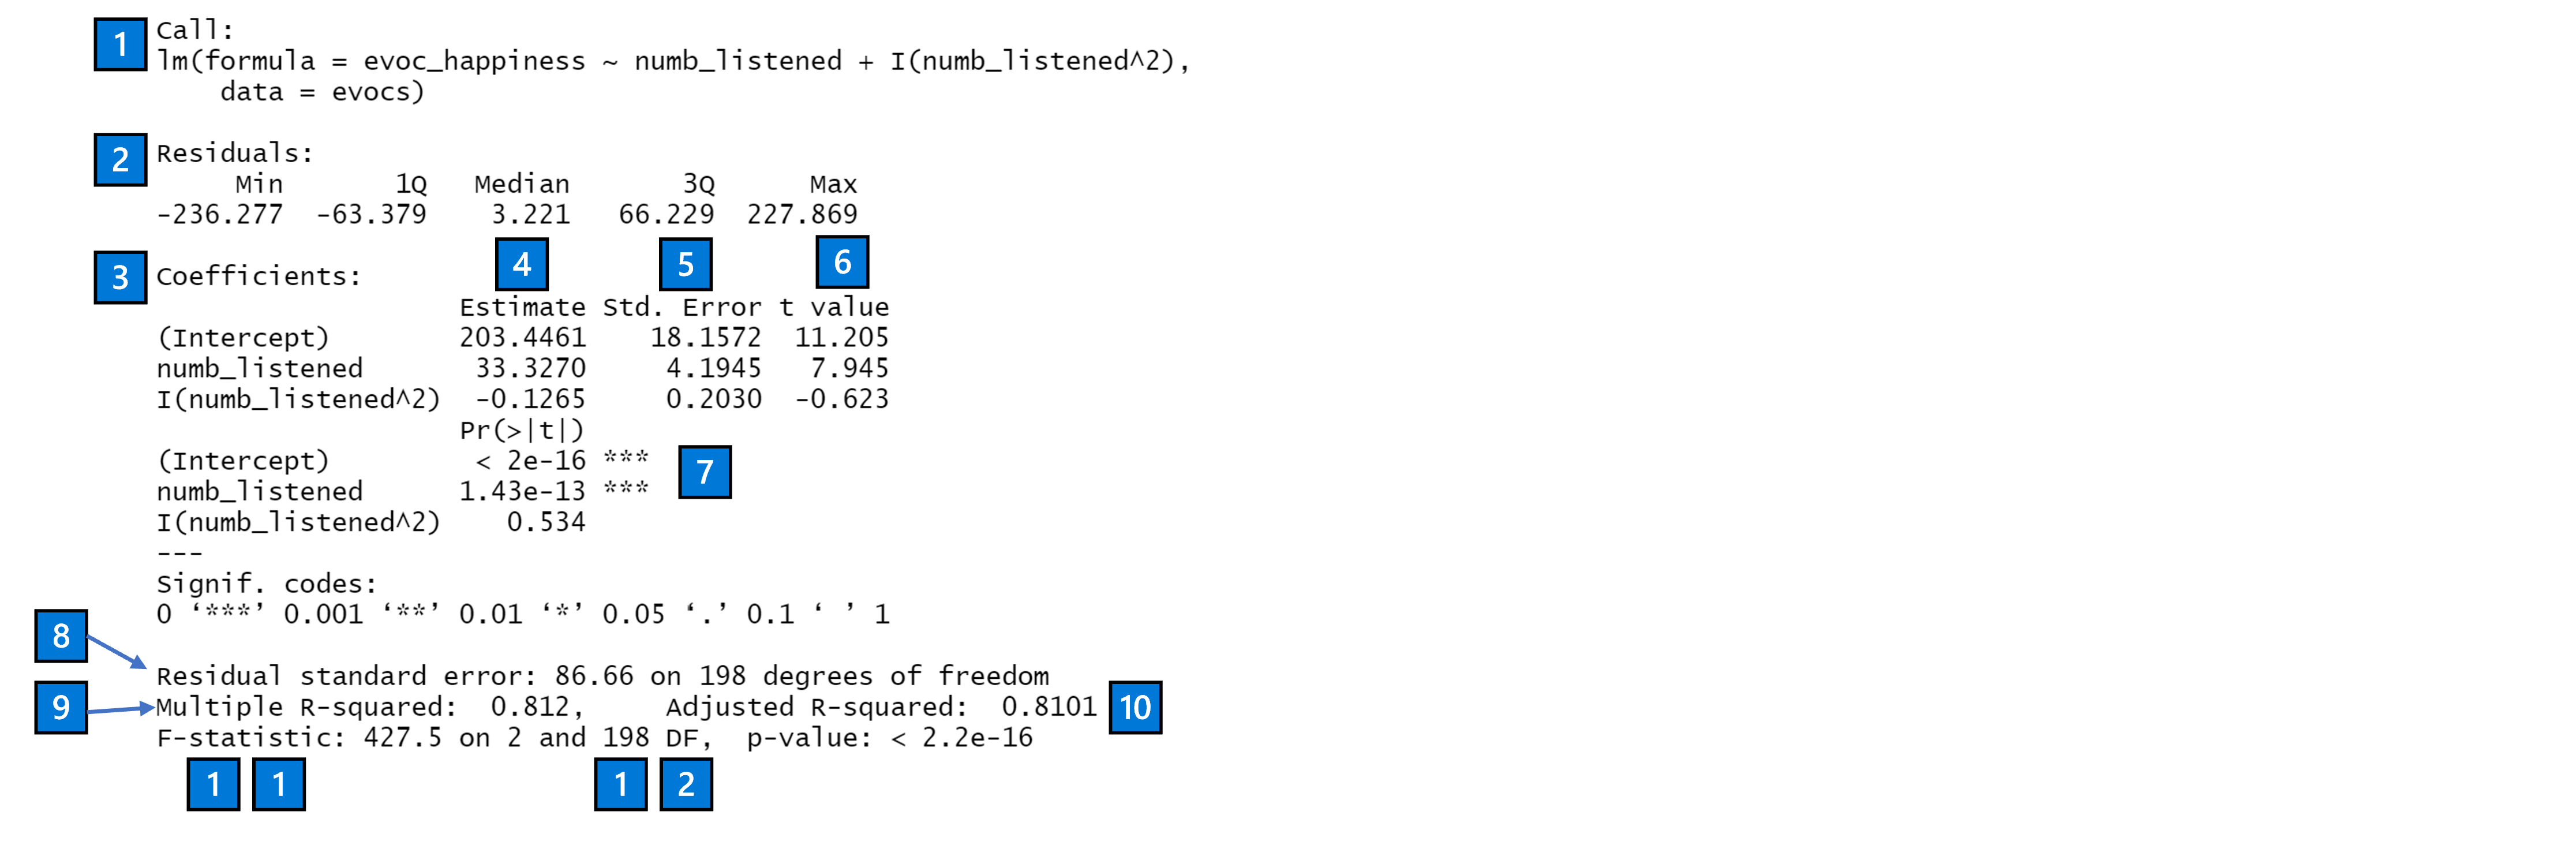 1 Call:
lm(formula = evoc_happiness ~ numb_listened + I(numb_listened^2),
data = evocs)
2 Residuals:
Min 1Q Median 3Q Max
-236.277 -63.379 3.221 66.229 227.869
4 5 6
3 Coefficients:
Estimate Std. Error t value
(Intercept) 203.4461 18.1572 11.205
numb_listened 33.3270 4.1945 7.945
I(numb_listened^2) -0.1265 0.2030 -0.623
Pr(>|t|)
(Intercept) < 2e-16 *** 7
numb_listened 1.43e-13 ***
I(numb_listened^2) 0.534
---
Signif. codes:
0 ‘***’ 0.001 ‘**’ 0.01 ‘*’ 0.05 ‘.’ 0.1 ‘ ’ 1
8 Residual standard error: 86.66 on 198 degrees of freedom
9 Multiple R-squared: 0.812, Adjusted R-squared: 0.8101 10
F-statistic: 427.5 on 2 and 198 DF, p-value: < 2.2e-16
1 1 1 2